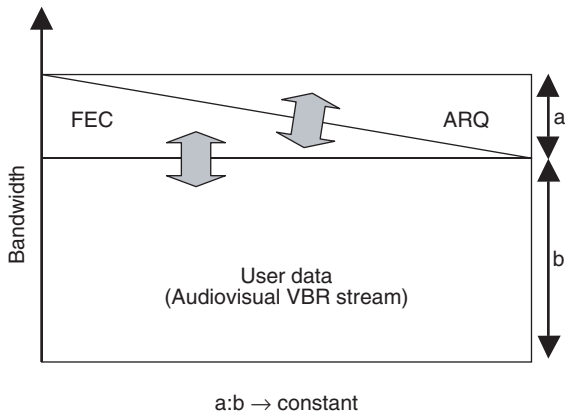 Bandwidth
FEC
ARQ
a
b
User data
(Audiovisual VBR stream)
a:b → constant